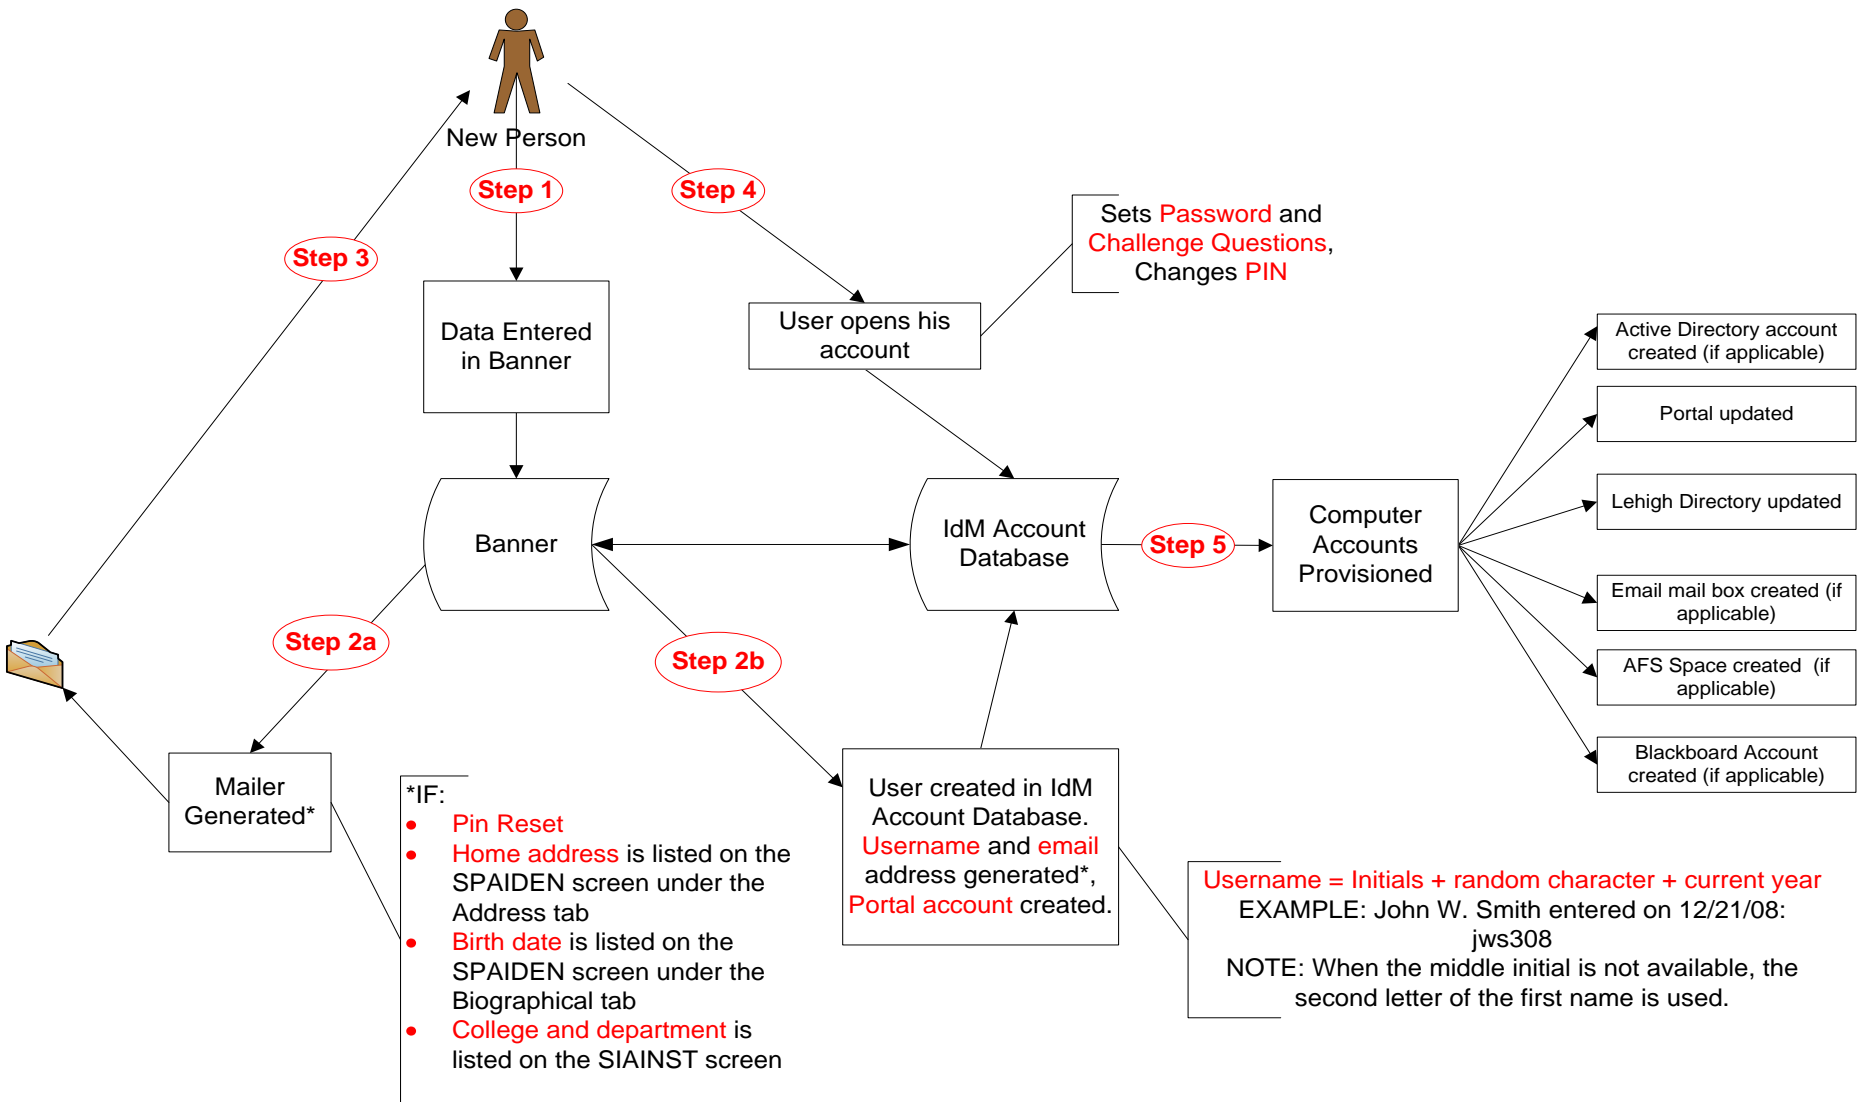 New Person
Step 1
Step 4
Step 3
Sets Password and
Challenge Questions,
Changes PIN
Data Entered
in Banner
User opens his
account
Active Directory account
created (if applicable)
Portal updated
Lehigh Directory updated
Email mail box created (if
applicable)
AFS Space created  (if
applicable)
Blackboard Account
created (if applicable)
Banner
IdM Account
Database
Step 5
Computer
Accounts
Provisioned
Step 2a
Step 2b
Mailer
Generated*
*IF:
• Pin Reset
• Home address is listed on the
SPAIDEN screen under the
Address tab
• Birth date is listed on the
SPAIDEN screen under the
Biographical tab
• College and department is
listed on the SIAINST screen
User created in IdM
Account Database.
Username and email
address generated*,
Portal account created.
Username = Initials + random character + current year
EXAMPLE: John W. Smith entered on 12/21/08:
jws308
NOTE: When the middle initial is not available, the
second letter of the first name is used.